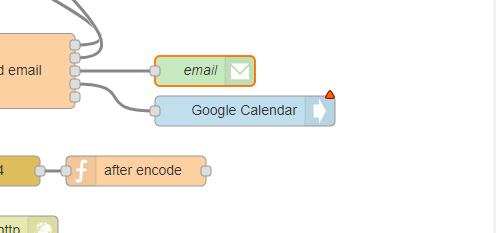 d email
email
Google Calendar
4
after encode
http